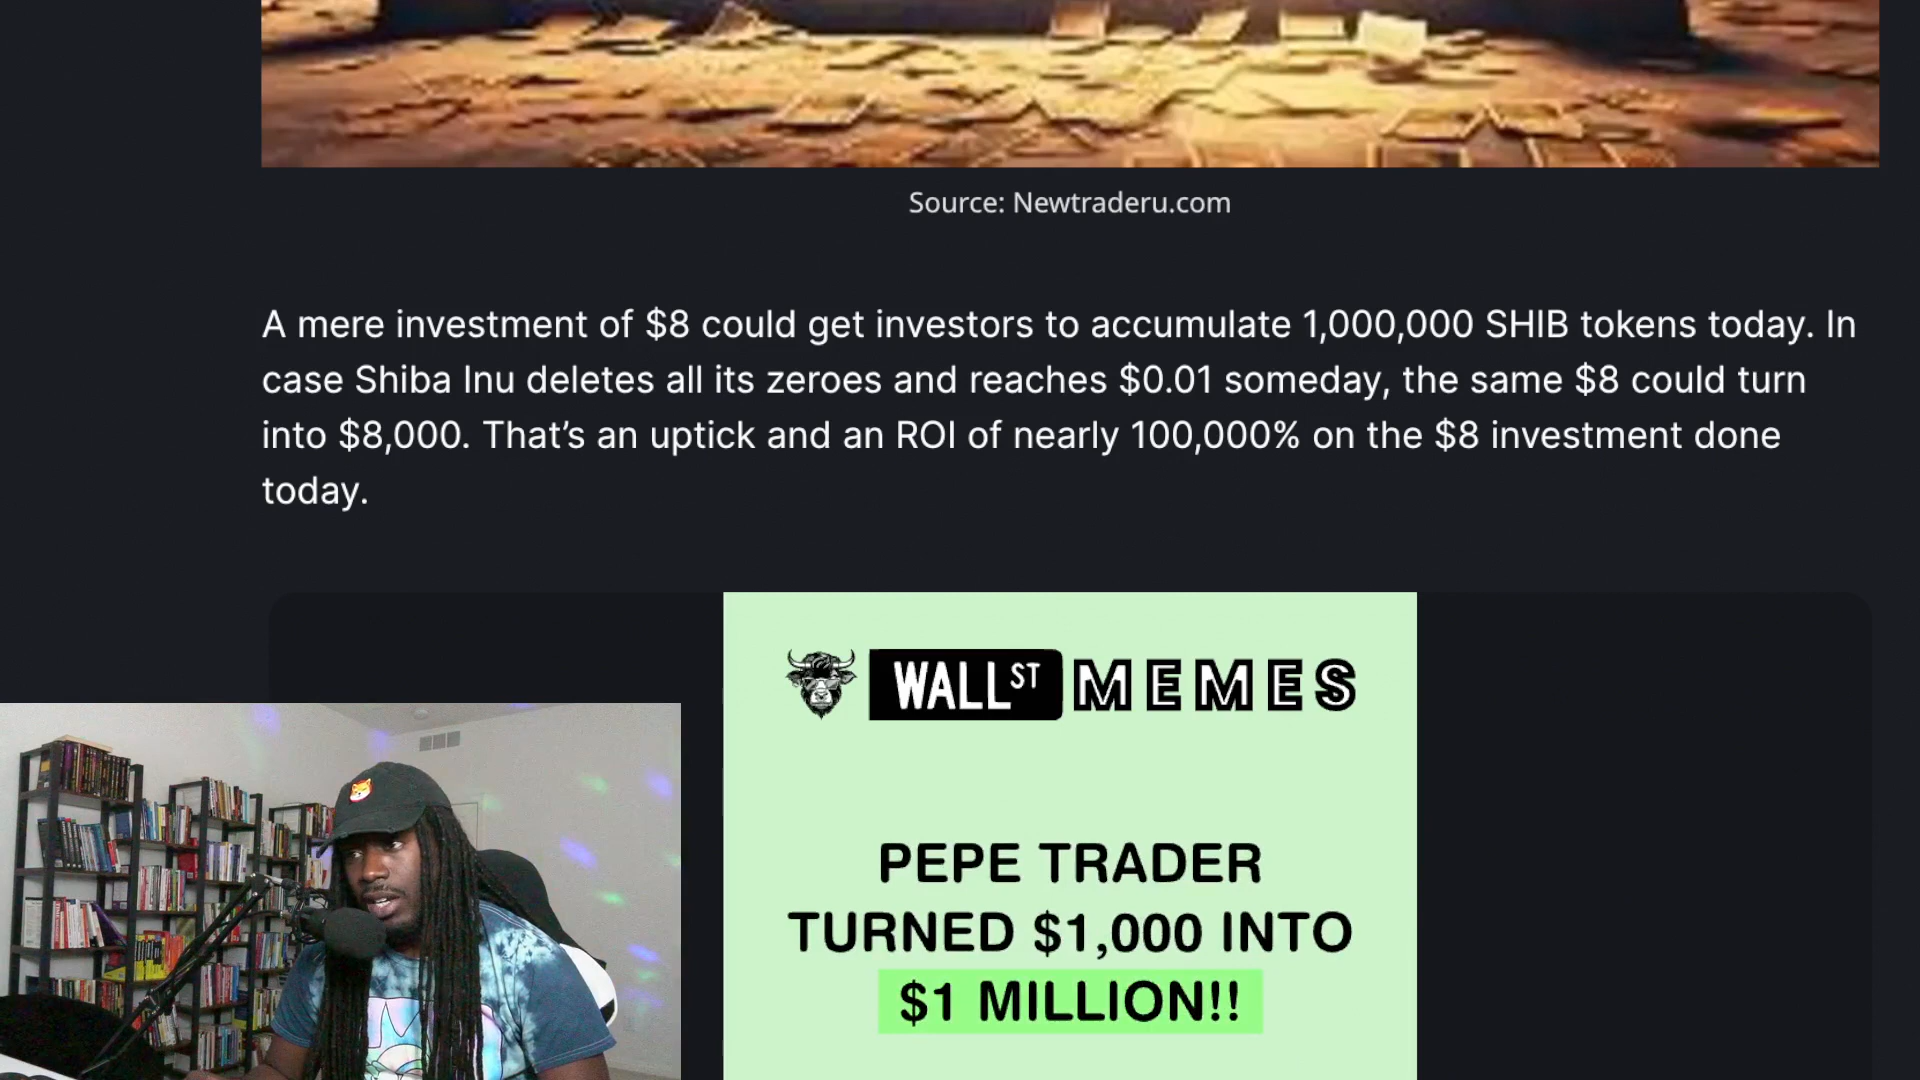 Source: Newtraderu.com
A mere investment of $8 could get investors to accumulate 1,000,000 SHIB tokens today. In
case Shiba Inu deletes all its zeroes and reaches $0.01 someday, the same $8 could turn
into $8,000. That’s an uptick and an ROI of nearly 100,000% on the $8 investment done
today.
WALL ST MEMES
PEPE TRADER
TURNED $1,000 INTO
$1 MILLION!!